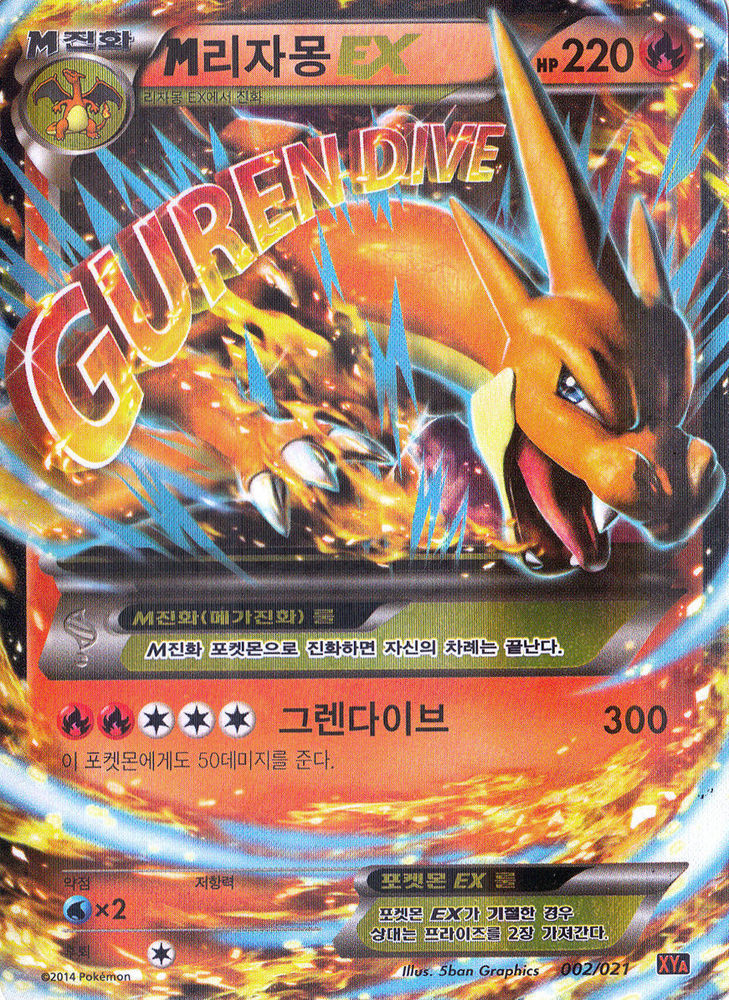 M진화
M리자몽EX
HP220
리자몽 EX에서 진화
GUREN DIVE
M진화(메가진화) 룰
M진화 포켓몬으로 진화하면 자신의 차례는 끝난다.
그렌다이브 300
이 포켓몬에게도 50데미지를 준다.
약점 저항력
×2
후퇴
포켓몬 EX 룰
포켓몬 EX가 기절한 경우
상대는 프라이즈를 2장 가져간다.
©2014 Pokémon
Illus. 5ban Graphics 002/021 XYA